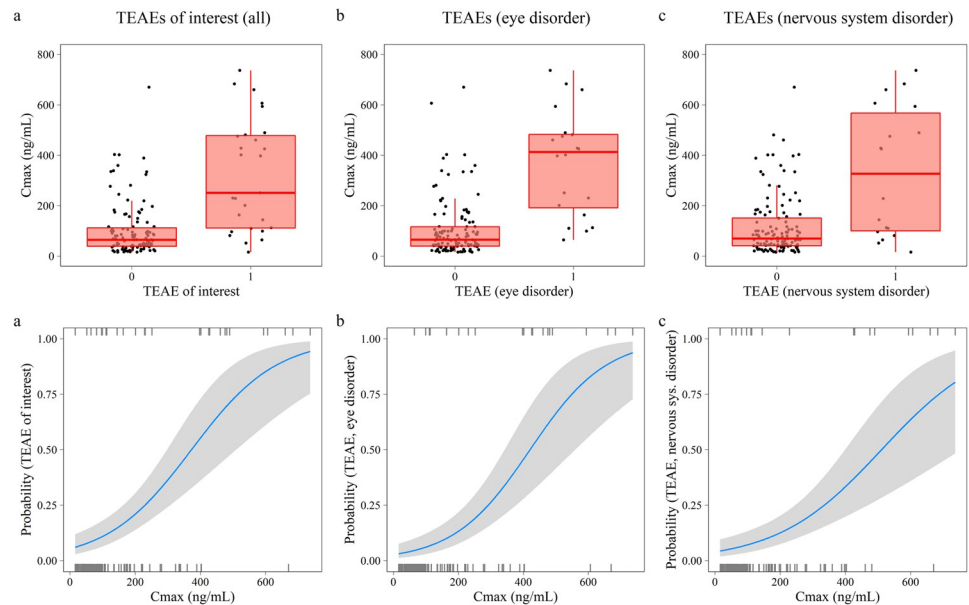 a
TEAEs of interest (all)
Cmax (ng/mL)
800
600
400
200
0
0
1
TEAE of interest
b
TEAEs (eye disorder)
Cmax (ng/mL)
800
600
400
200
0
0
1
TEAE (eye disorder)
c
TEAEs (nervous system disorder)
Cmax (ng/mL)
800
600
400
200
0
0
1
TEAE (nervous system disorder)
a
Probability (TEAE of interest)
1.00
0.75
0.50
0.25
0.00
0
200
400
600
Cmax (ng/mL)
b
Probability (TEAE, eye disorder)
1.00
0.75
0.50
0.25
0.00
0
200
400
600
Cmax (ng/mL)
c
Probability (TEAE, nervous sys. disorder)
1.00
0.75
0.50
0.25
0.00
0
200
400
600
Cmax (ng/mL)